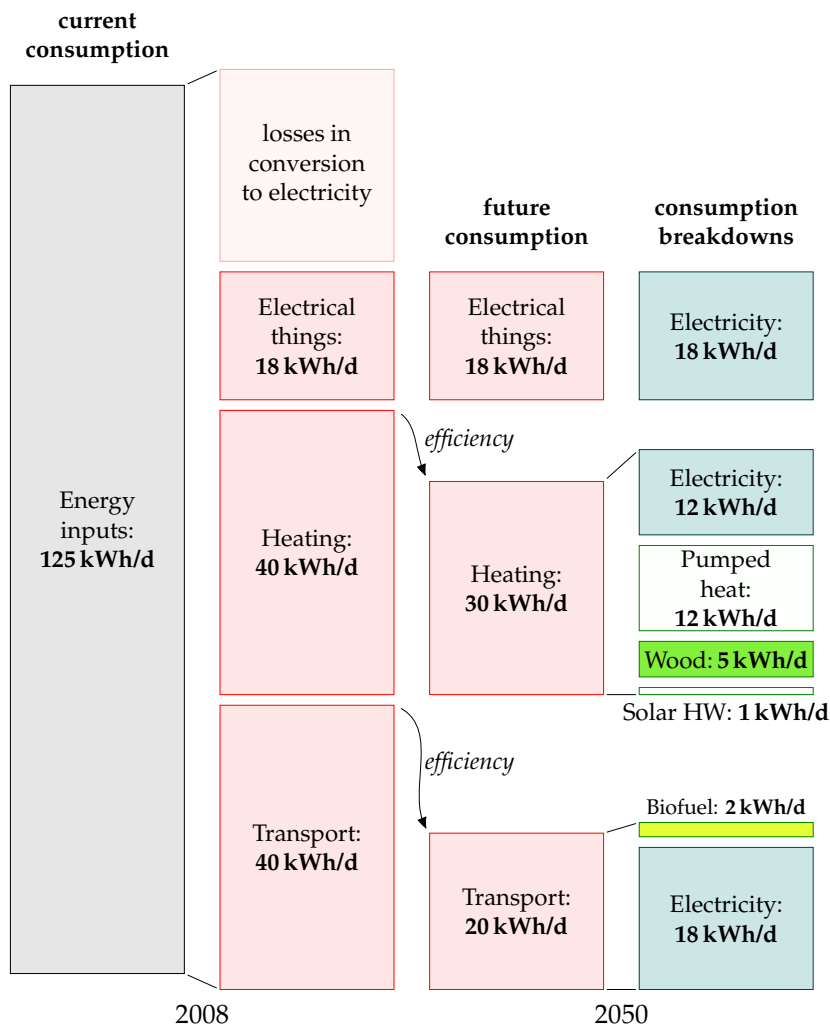 current
consumption
losses in
conversion
to electricity
future
consumption
consumption
breakdowns
Electrical
things:
18 kWh/d
Electrical
things:
18 kWh/d
Electricity:
18 kWh/d
efficiency
Energy
inputs:
125 kWh/d
Heating:
40 kWh/d
Heating:
30 kWh/d
Electricity:
12 kWh/d
Pumped
heat:
12 kWh/d
Wood: 5 kWh/d
Solar HW: 1 kWh/d
efficiency
Transport:
40 kWh/d
Transport:
20 kWh/d
Biofuel: 2 kWh/d
Electricity:
18 kWh/d
2008
2050